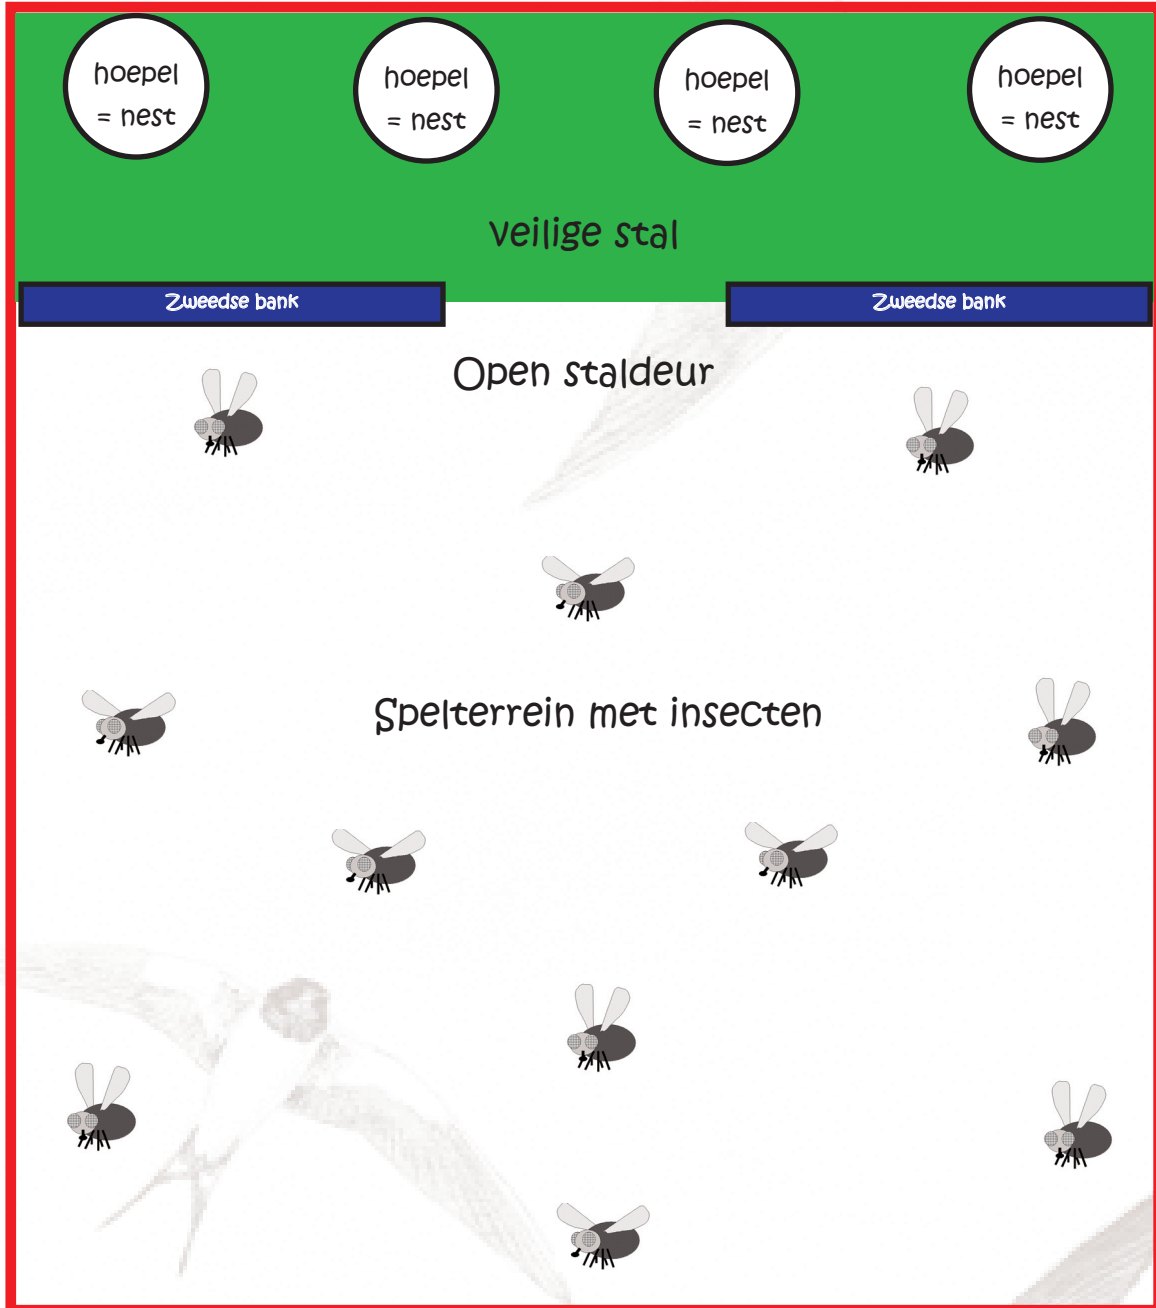 hoepel
= nest
hoepel
= nest
hoepel
= nest
hoepel
= nest
veilige stal
Zweedse bank
Zweedse bank
Open staldeur
Spelterrein met insecten